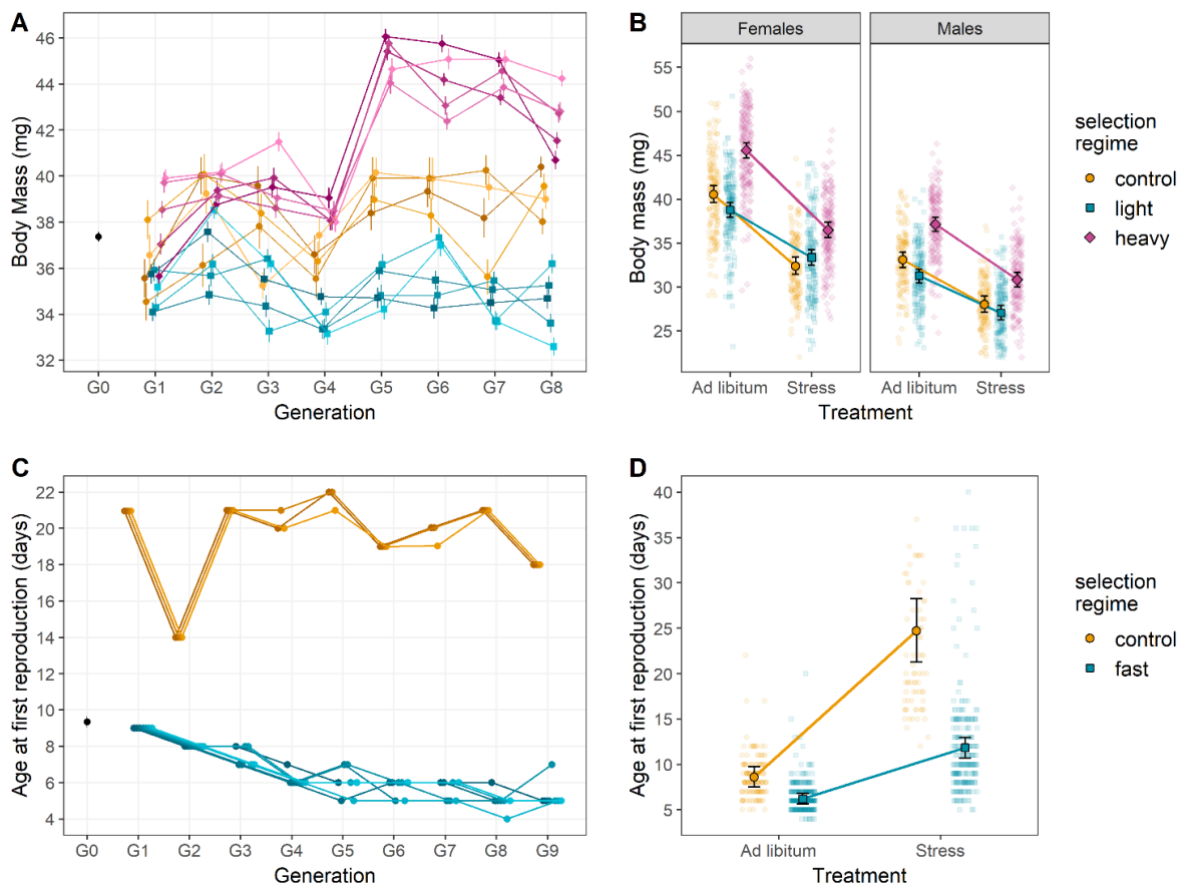 A
46
44
42
40
38
36
34
32
Body Mass (mg)
G0 G1 G2 G3 G4 G5 G6 G7 G8
Generation
B
Females Males
55
50
45
40
35
30
25
Body mass (mg)
Ad libitum Stress Ad libitum Stress
Treatment
selection
regime
control
light
heavy
C
22
20
18
16
14
12
10
8
6
4
Age at first reproduction (days)
G0 G1 G2 G3 G4 G5 G6 G7 G8 G9
Generation
D
40
35
30
25
20
15
10
5
Age at first reproduction (days)
Ad libitum Stress
Treatment
selection
regime
control
fast